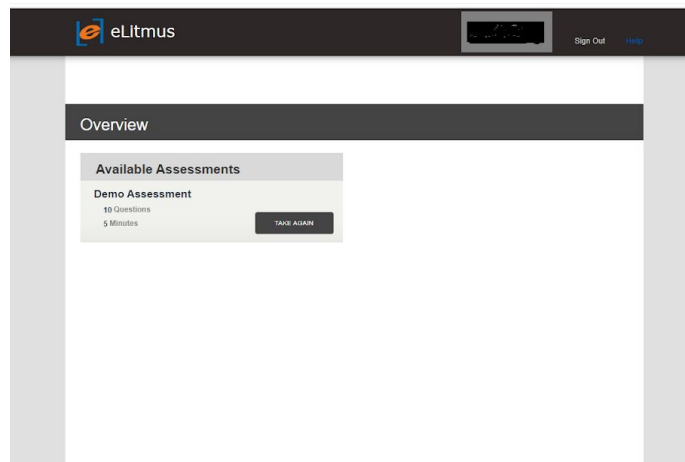 eLitmus
Sign Out Help
Overview
Available Assessments
Demo Assessment
10 Questions
5 Minutes
TAKE AGAIN